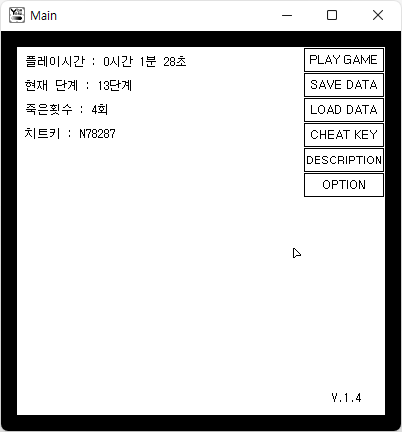 Main
플레이시간 : 0시간 1분 28초
현재 단계 : 13단계
죽은횟수 : 4회
치트키 : N78287
PLAY GAME
SAVE DATA
LOAD DATA
CHEAT KEY
DESCRIPTION
OPTION
V.1.4